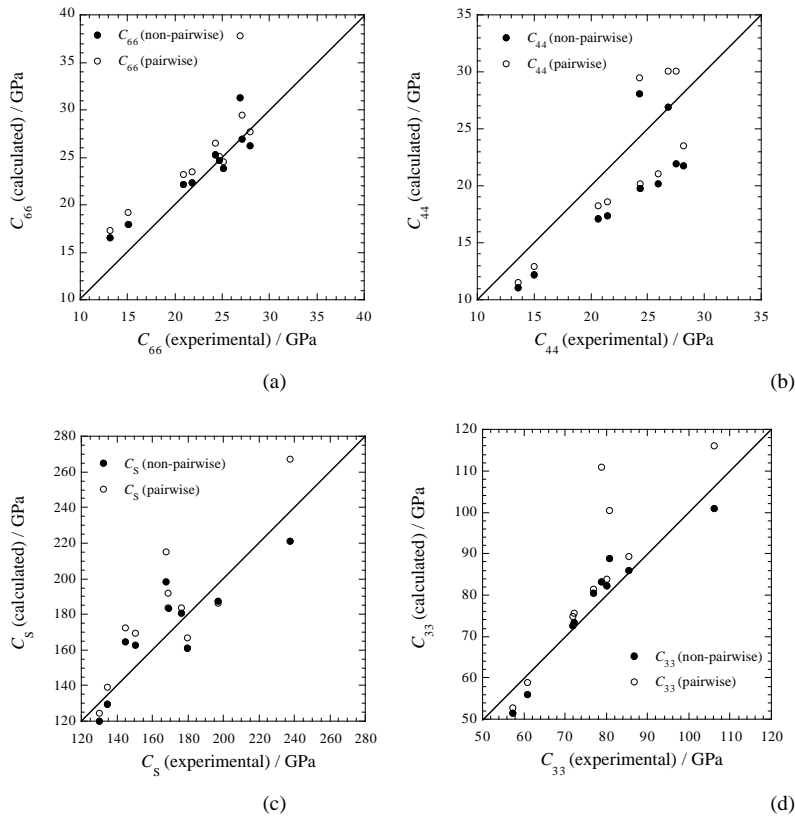 40
35
30
25
20
15
10
C66 (calculated) / GPa
C66 (non-pairwise)
C66 (pairwise)
10 15 20 25 30 35 40
C66 (experimental) / GPa
(a)
35
30
25
20
15
10
C44 (calculated) / GPa
C44 (non-pairwise)
C44 (pairwise)
10 15 20 25 30 35
C44 (experimental) / GPa
(b)
280
260
240
220
200
180
160
140
120
CS (calculated) / GPa
CS (non-pairwise)
CS (pairwise)
120 140 160 180 200 220 240 260 280
CS (experimental) / GPa
(c)
120
110
100
90
80
70
60
50
C33 (calculated) / GPa
C33 (non-pairwise)
C33 (pairwise)
50 60 70 80 90 100 110 120
C33 (experimental) / GPa
(d)